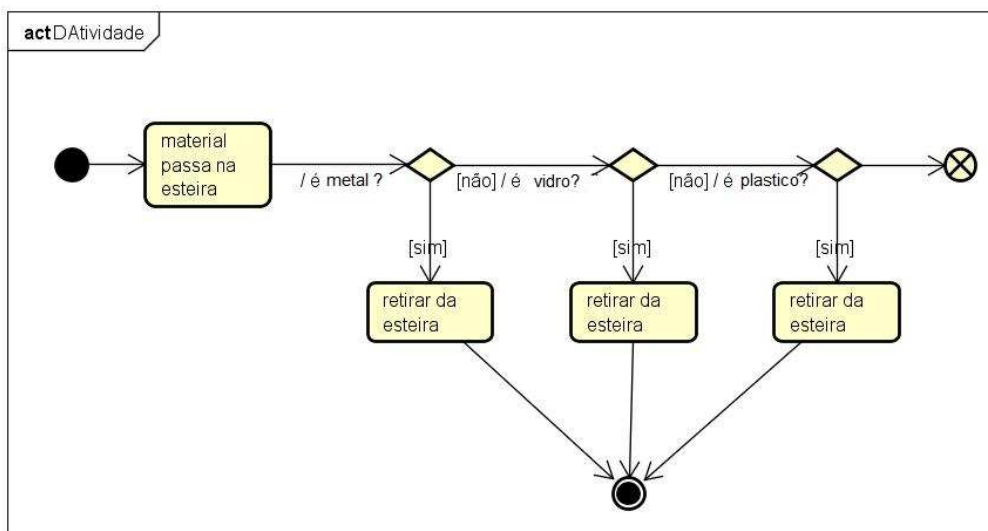 act DAtividade
material
passa na
esteira
/ é metal ?
[não] / é vidro?
[não] / é plastico?
[sim]
[sim]
[sim]
retirar da
esteira
retirar da
esteira
retirar da
esteira